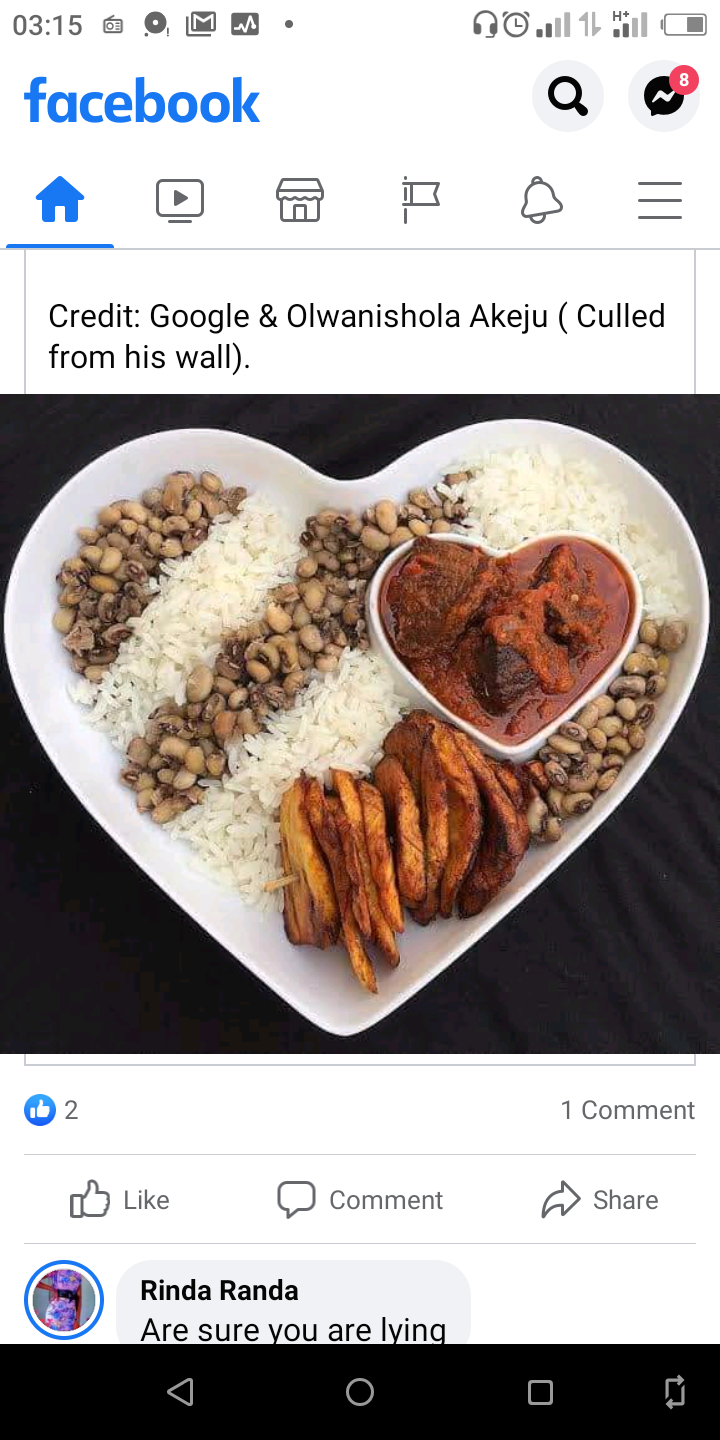 03:15
H+
facebook
8
Credit: Google & Olwanishola Akeju ( Culled
from his wall).
2
1 Comment
Like
Comment
Share
Rinda Randa
Are sure you are lying